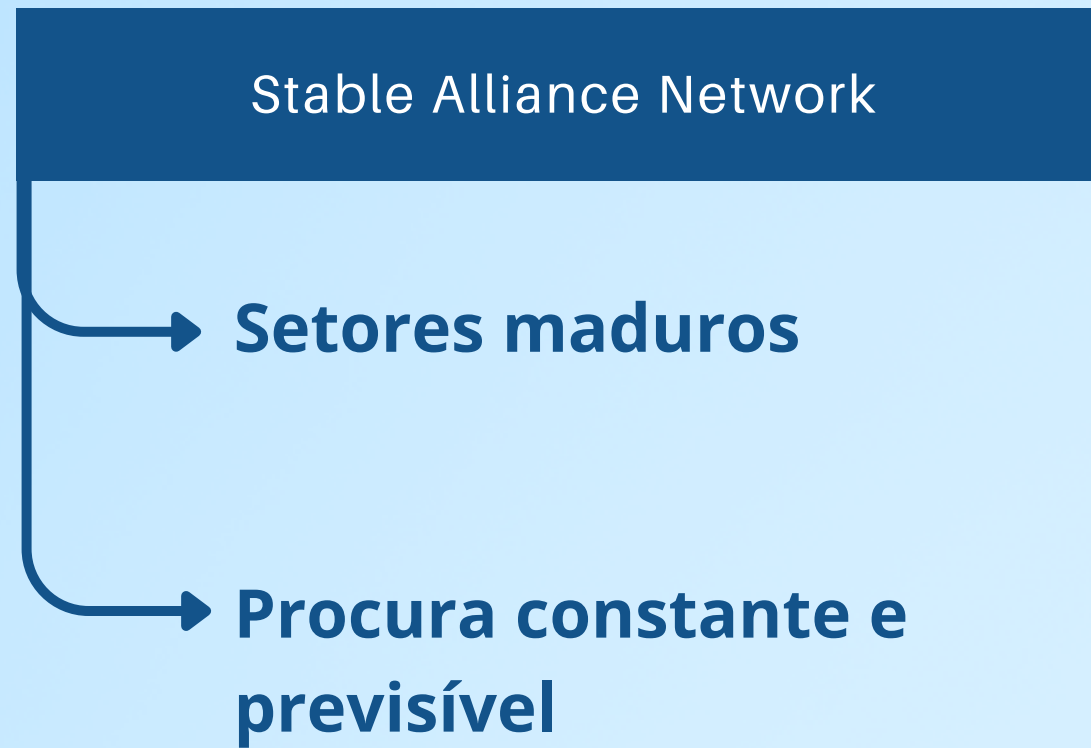 Stable Alliance Network
Setores maduros
Procura constante e
previsível